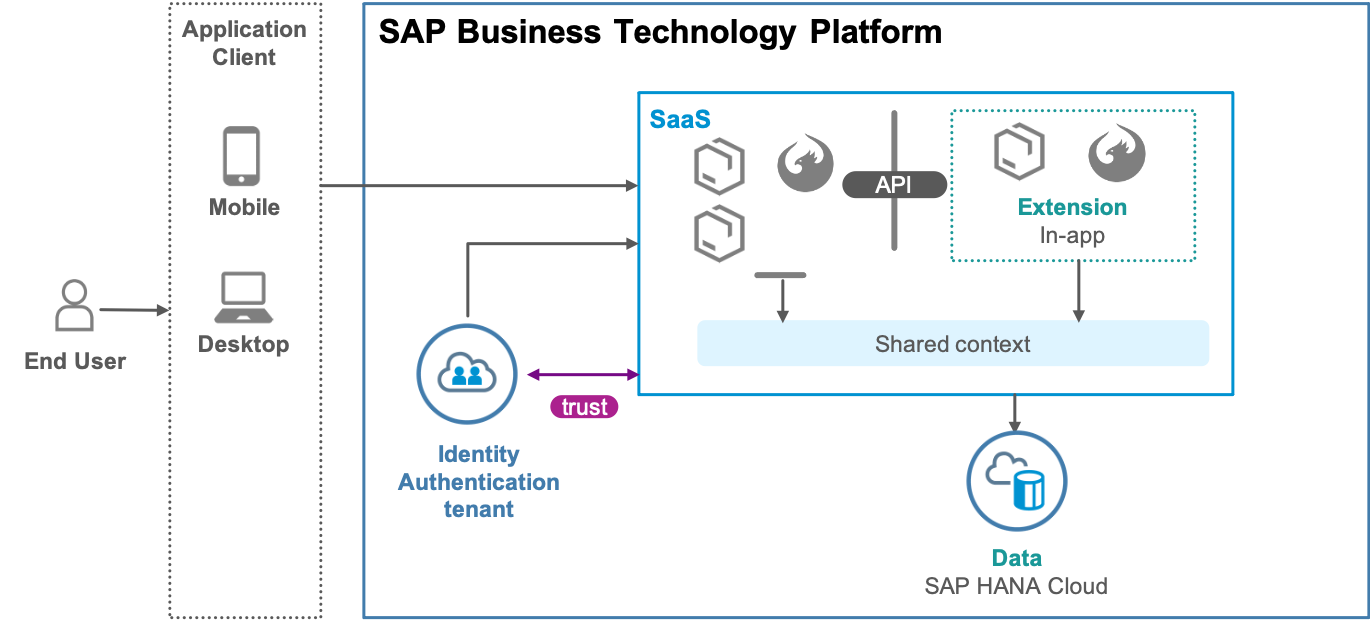 Application
Client
SAP Business Technology Platform
SaaS
API
Mobile
Extension
In-app
End User
Desktop
Shared context
trust
Identity
Authentication
tenant
Data
SAP HANA Cloud